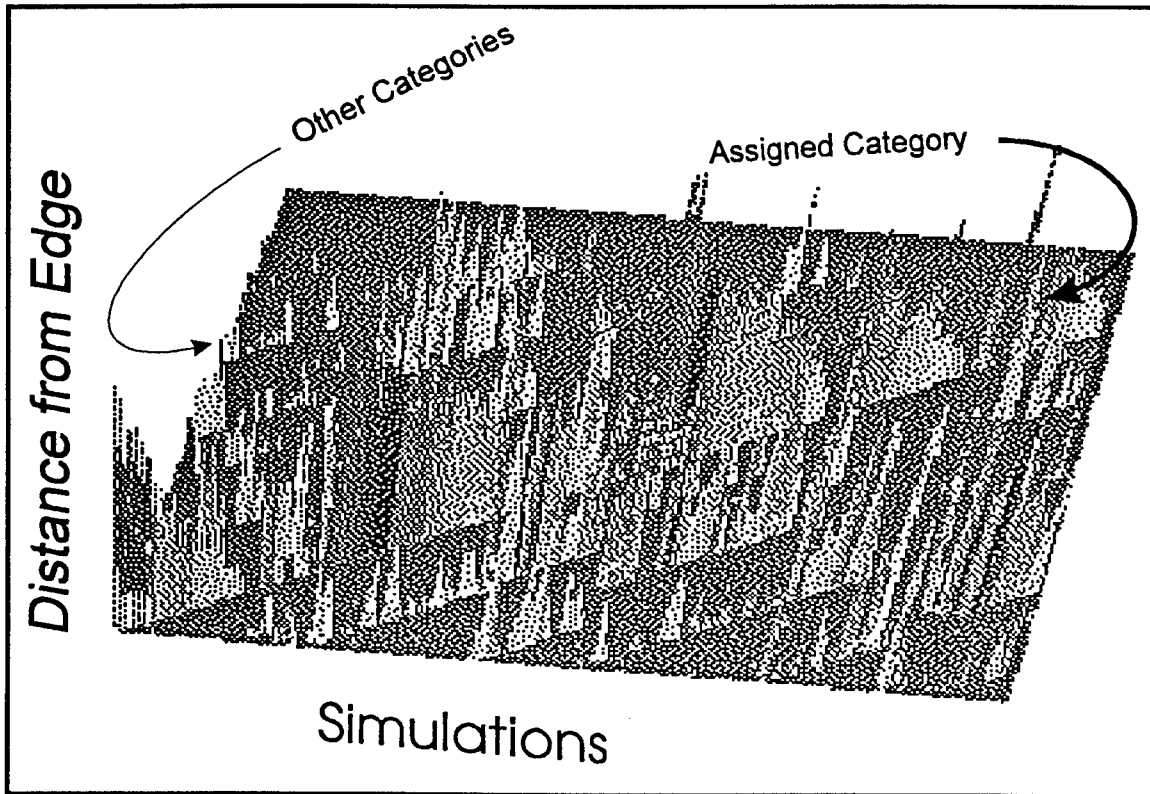 Other Categories
Assigned Category
Distance from Edge
Simulations